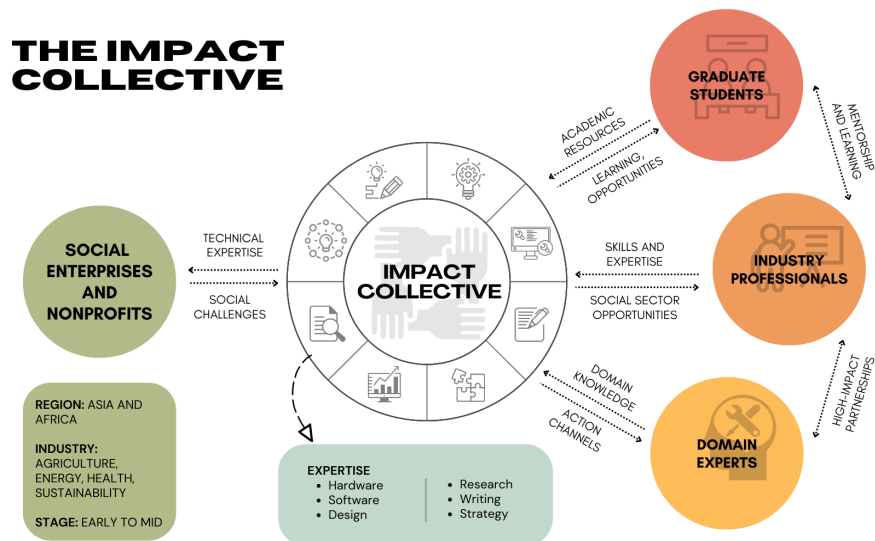 THE IMPACT
COLLECTIVE
GRADUATE
STUDENTS
ACADEMIC
RESOURCES
LEARNING,
OPPORTUNITIES
MENTORSHIP
AND LEARNING
SOCIAL
ENTERPRISES
AND
NONPROFITS
TECHNICAL
EXPERTISE
SOCIAL
CHALLENGES
IMPACT
COLLECTIVE
SKILLS AND
EXPERTISE
SOCIAL SECTOR
OPPORTUNITIES
INDUSTRY
PROFESSIONALS
DOMAIN
KNOWLEDGE
ACTION
CHANNELS
HIGH-IMPACT
PARTNERSHIPS
DOMAIN
EXPERTS
REGION: ASIA AND
AFRICA
INDUSTRY:
AGRICULTURE,
ENERGY, HEALTH,
SUSTAINABILITY
STAGE: EARLY TO MID
EXPERTISE
• Hardware
• Software
• Design
• Research
• Writing
• Strategy